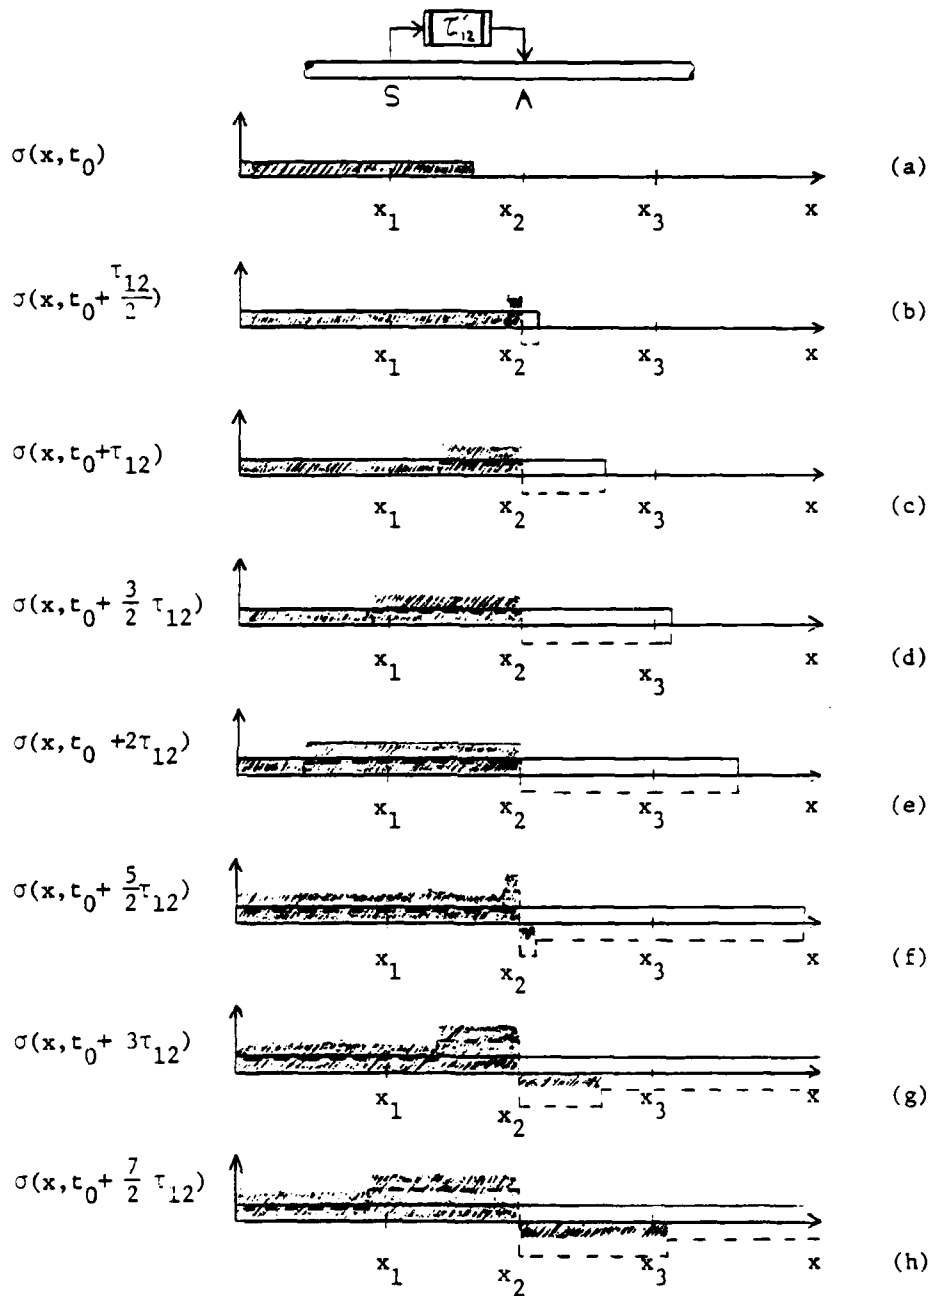 τ'₁₂
S A
σ(x,t₀) (a)
x₁ x₂ x₃ x
σ(x,t₀+ τ₁₂/2) (b)
x₁ x₂ x₃ x
σ(x,t₀+τ₁₂)
x₁ x₂ x₃ x (c)
σ(x,t₀+ 3/2 τ₁₂)
x₁ x₂ x₃ x (d)
σ(x,t₀ +2τ₁₂)
x₁ x₂ x₃ x (e)
σ(x,t₀+ 5/2 τ₁₂)
x₁ x₂ x₃ x (f)
σ(x,t₀+ 3τ₁₂)
x₁ x₂ x₃ x (g)
σ(x,t₀+ 7/2 τ₁₂)
x₁ x₂ x₃ x (h)